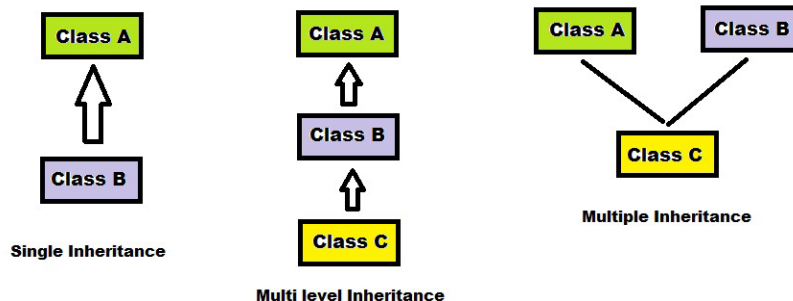 Class A
Class B
Single Inheritance
Class A
Class B
Class C
Multi level Inheritance
Class A
Class B
Class C
Multiple Inheritance